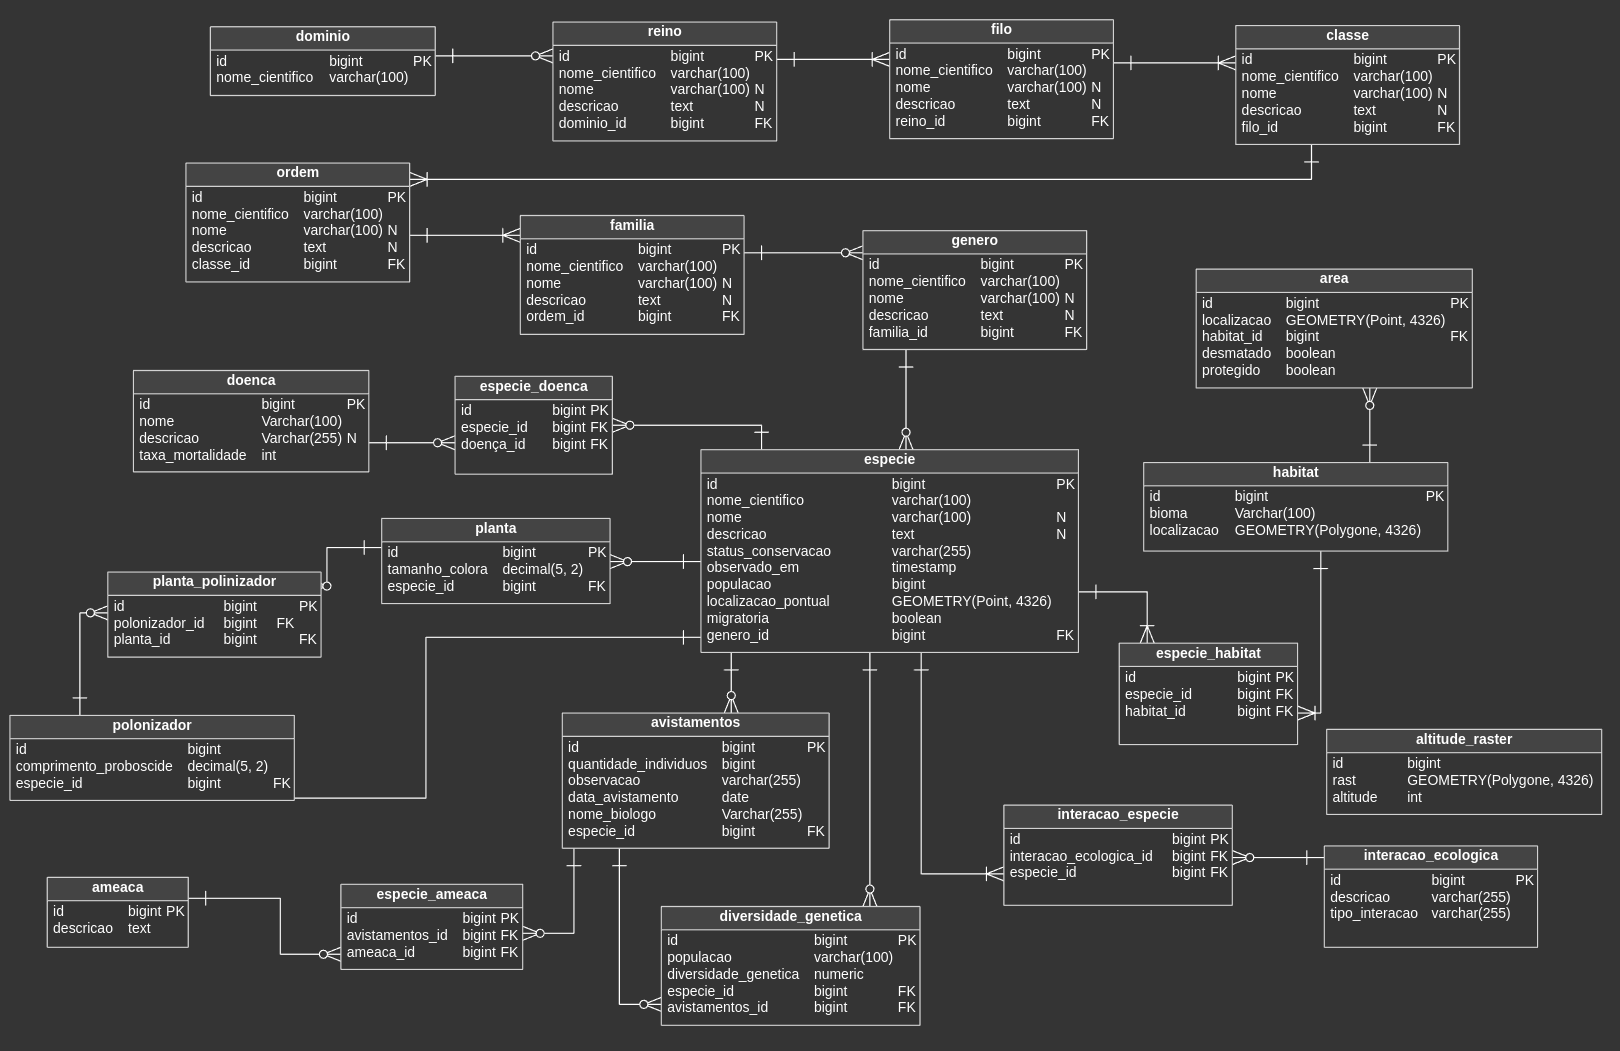 dominio
id bigint PK
nome_cientifico varchar(100)
reino
id bigint PK
nome_cientifico varchar(100)
nome varchar(100) N
descricao text N
dominio_id bigint FK
filo
id bigint PK
nome_cientifico varchar(100)
nome varchar(100) N
descricao text N
reino_id bigint FK
classe
id bigint PK
nome_cientifico varchar(100)
nome varchar(100) N
descricao text N
filo_id bigint FK
ordem
id bigint PK
nome_cientifico varchar(100)
nome varchar(100) N
descricao text N
classe_id bigint FK
familia
id bigint PK
nome_cientifico varchar(100)
nome varchar(100) N
descricao text N
ordem_id bigint FK
genero
id bigint PK
nome_cientifico varchar(100)
nome varchar(100) N
descricao text N
familia_id bigint FK
area
id bigint PK
localizacao GEOMETRY(Point, 4326)
habitat_id bigint FK
desmatado boolean
protegido boolean
doenca
id bigint PK
nome Varchar(100)
descricao Varchar(255) N
taxa_mortalidade int
especie_doenca
id bigint PK
especie_id bigint FK
doença_id bigint FK
especie
id bigint PK
nome_cientifico varchar(100)
nome varchar(100) N
descricao text N
status_conservacao varchar(255)
observado_em timestamp
populacao bigint
localizacao_pontual GEOMETRY(Point, 4326)
migratoria boolean
genero_id bigint FK
habitat
id bigint PK
bioma Varchar(100)
localizacao GEOMETRY(Polygone, 4326)
planta
id bigint PK
tamanho_colora decimal(5, 2)
especie_id bigint FK
planta_polinizador
id bigint PK
polonizador_id bigint FK
planta_id bigint FK
especie_habitat
id bigint PK
especie_id bigint FK
habitat_id bigint FK
polonizador
id bigint
comprimento_proboscide decimal(5, 2)
especie_id bigint FK
avistamentos
id bigint PK
quantidade_individuos bigint
observacao varchar(255)
data_avistamento date
nome_biologo Varchar(255)
especie_id bigint FK
altitude_raster
id bigint
rast GEOMETRY(Polygone, 4326)
altitude int
interacao_especie
id bigint PK
interacao_ecologica_id bigint FK
especie_id bigint FK
interacao_ecologica
id bigint PK
descricao varchar(255)
tipo_interacao varchar(255)
ameaca
id bigint PK
descricao text
especie_ameaca
id bigint PK
avistamentos_id bigint FK
ameaca_id bigint FK
diversidade_genetica
id bigint PK
populacao varchar(100)
diversidade_genetica numeric
especie_id bigint FK
avistamentos_id bigint FK